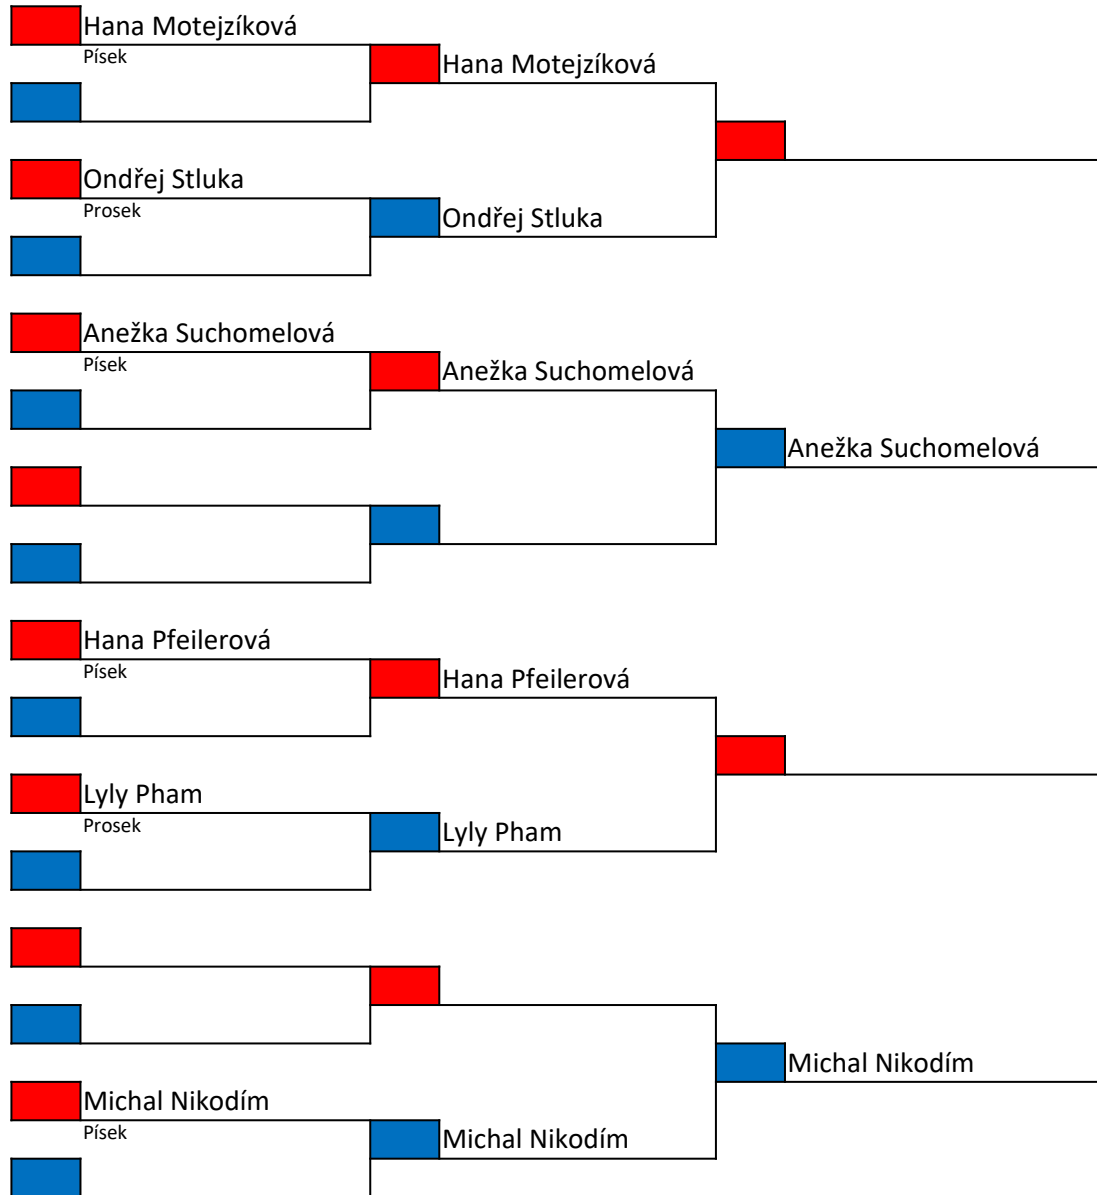 Hana Motejzíková
Písek
Hana Motejzíková
Ondřej Stluka
Prosek
Ondřej Stluka
Anežka Suchomelová
Písek
Anežka Suchomelová
Anežka Suchomelová
Hana Pfeilerová
Písek
Hana Pfeilerová
Lyly Pham
Prosek
Lyly Pham
Michal Nikodím
Michal Nikodím
Písek
Michal Nikodím